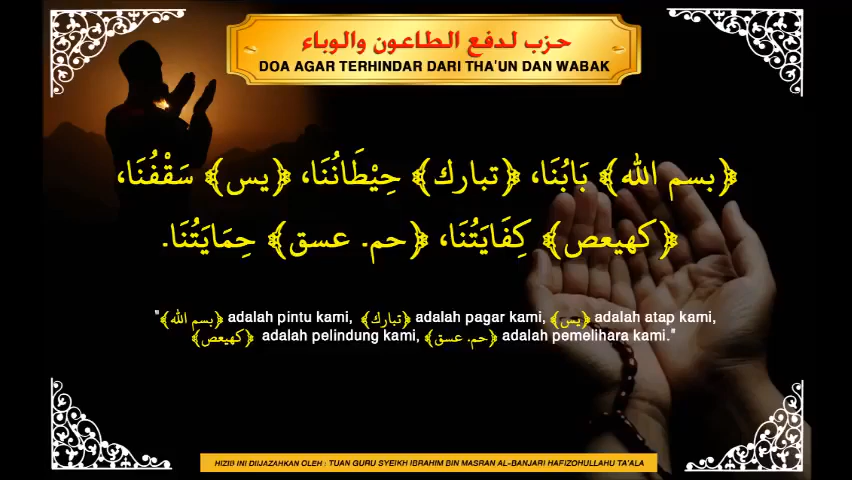 حزب لدفع الطاعون والوباء
DOA AGAR TERHINDAR DARI THA'UN DAN WABAK
﴿بسم الله﴾ بَابُنَا، ﴿تبارك﴾ حِيْطَانُنَا، ﴿يس﴾ سَقْفُنَا،
﴿كهيعص﴾ كِفَايَتُنَا، ﴿حم. عسق﴾ حِمَايَتُنَا.
"﴿بسم الله﴾ adalah pintu kami, ﴿تبارك﴾ adalah pagar kami, ﴿يس﴾ adalah atap kami,
﴿كهيعص﴾ adalah pelindung kami, ﴿حم. عسق﴾ adalah pemelihara kami."
HIZIB INI DIIJAZAHKAN OLEH : TUAN GURU SYEIKH IBRAHIM BIN MASRAN AL-BANJARI HAFIZOHULLAHU TA'ALA